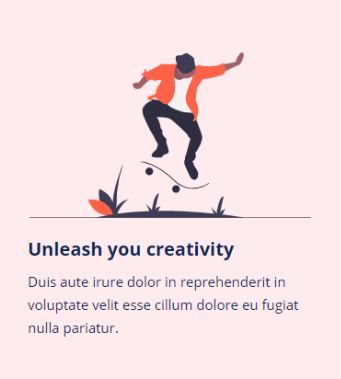 Unleash you creativity
Duis aute irure dolor in reprehenderit in
voluptate velit esse cillum dolore eu fugiat
nulla pariatur.